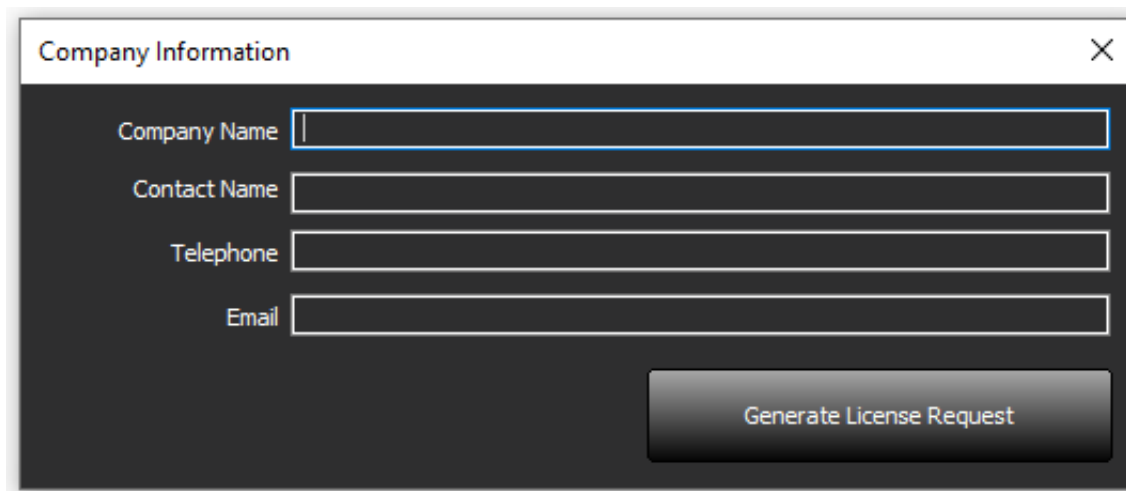 Company Information
Company Name
Contact Name
Telephone
Email
Generate License Request